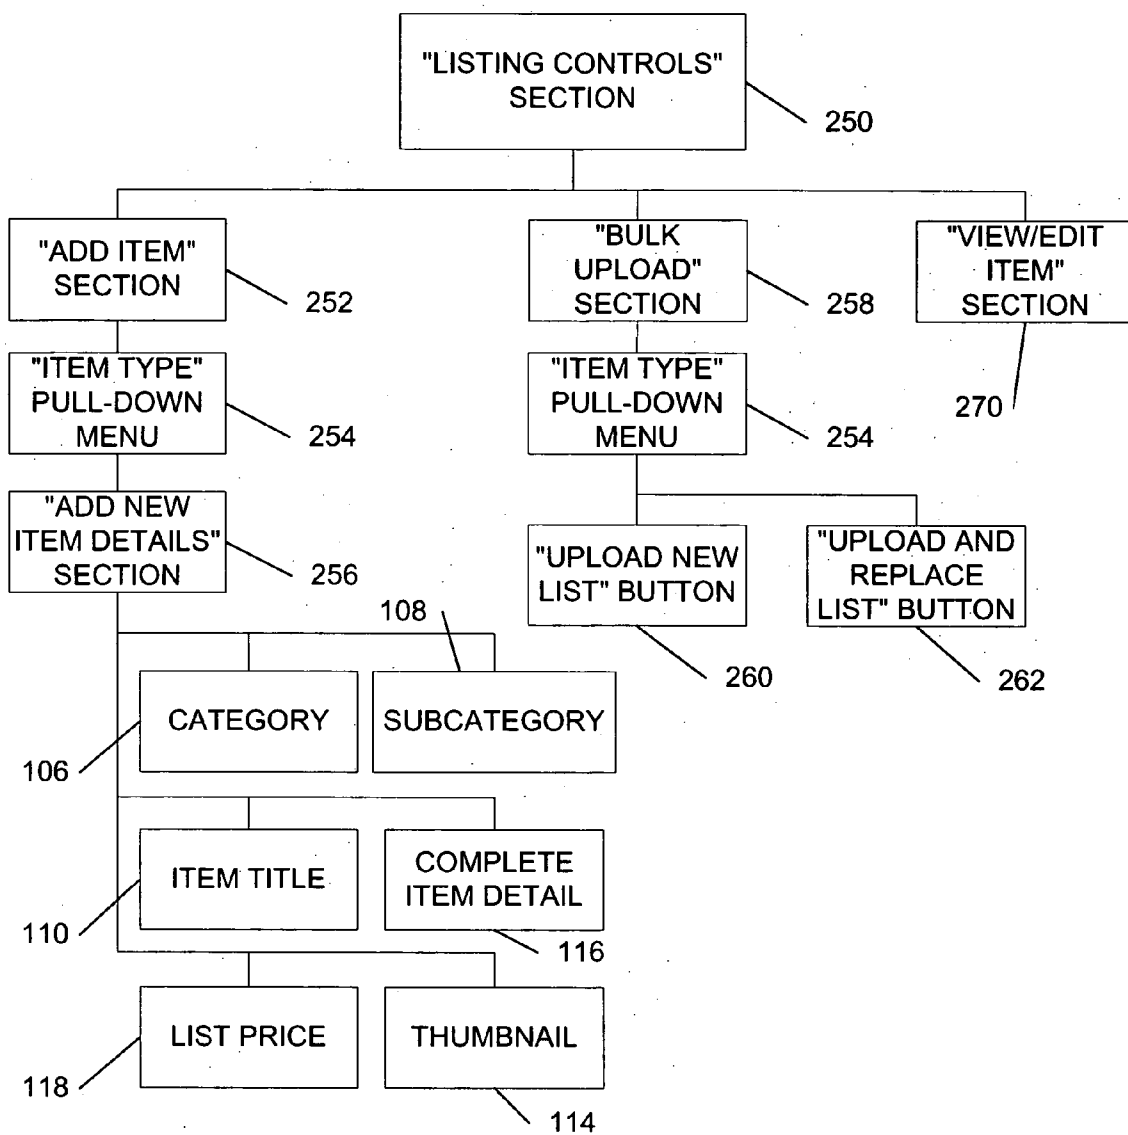 "LISTING CONTROLS"
SECTION
250
"ADD ITEM"
SECTION
252
"BULK
UPLOAD"
SECTION
258
"VIEW/EDIT
ITEM"
SECTION
270
"ITEM TYPE"
PULL-DOWN
MENU
254
"ITEM TYPE"
PULL-DOWN
MENU
254
"ADD NEW
ITEM DETAILS"
SECTION
256
"UPLOAD NEW
LIST" BUTTON
260
"UPLOAD AND
REPLACE
LIST" BUTTON
262
108
CATEGORY
106
SUBCATEGORY
ITEM TITLE
110
COMPLETE
ITEM DETAIL
116
LIST PRICE
118
THUMBNAIL
114